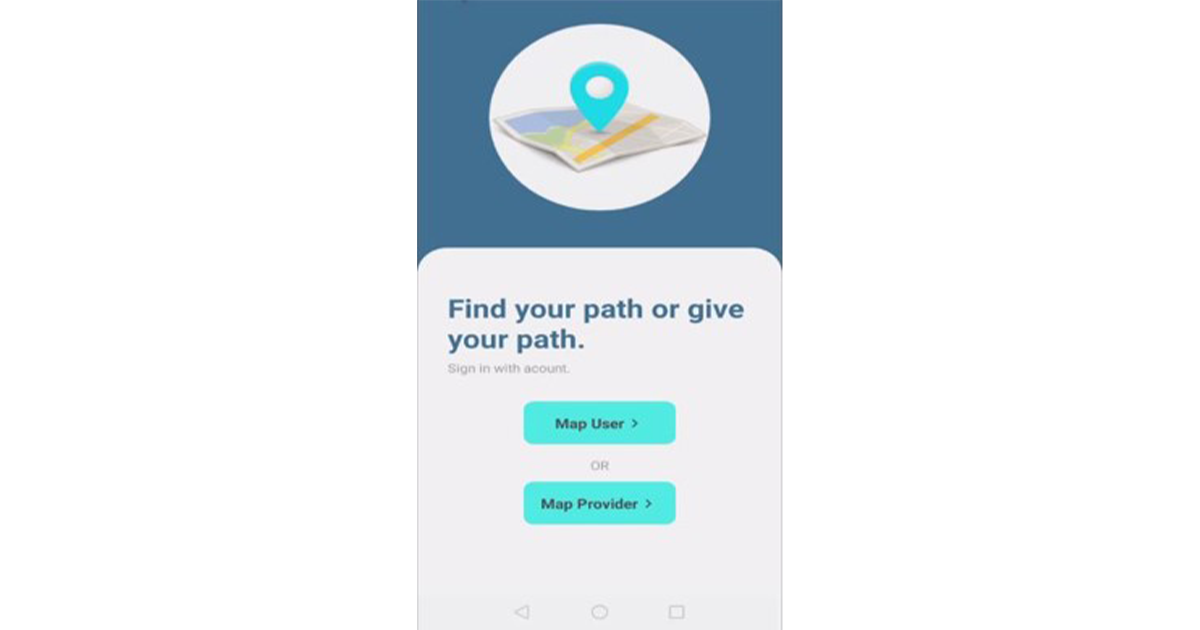 Find your path or give
your path.
Sign in with acount.
Map User >
OR
Map Provider >